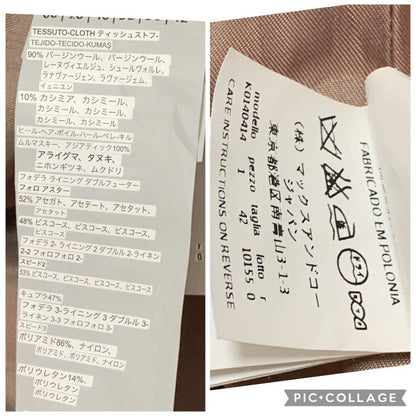 TESSUTO-CLOTH ティッシュストフ-
TEJIDO-TECIDO-KUMAŞ
90% バージンウール、バージンウール、
レーヌヴィエルジュ、シュールヴォルレ、
ラナヴァージェン、ラヴァージェム、
イェニュン
10% カシミア、カシミール、
カシミール、カシミール、
カシミール、カシミール
ヒール-ヘアボイル-ハール-ペレ-キル
ムルマスキー、アジアティック100%
アライグマ、タヌキ、
ニホンギツネ、ムクドリ
フォデラ ライニング ダブルフューター
フォロ アスター
52% アセガト、アセテート、アセタット、
アセタット
48% ビスコース、ビスコース、
ビスコース、ビスコース、ビスコース
フォデラ 2- ライニング 2 ダブルル 2-ライネン
2-2 フォロフォロ 2-
スピード2
53% ビスコース、ビスコース、ビスコース、ビスコース
キュプラ47%
フォデラ 3-ライニング 3 ダブルル 3-
ライネン 3-3 フォロフォロ 3-
スピード3
ポリアミド86%、ナイロン、
ポリアミド、ポリアミド、ナイロン
ポリウレタン14%、
ポリウレタン
ポリウレタン
FABRICADO EM POLONIA
(株) マックスアンドコー
ジャパン
東京都港区南青山3-1-3
modello pezzo taglia lotto r
K0140414 1 42 10155 0
CARE INSTRUCTIONS ON REVERSE
PIC•COLLAGE